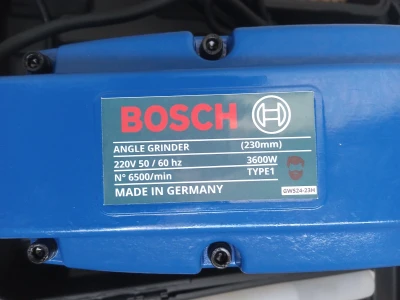 BOSCH
ANGLE GRINDER (230mm)
220V 50 / 60 hz 3600W
N° 6500/min TYPE1
MADE IN GERMANY
GWS24-23H